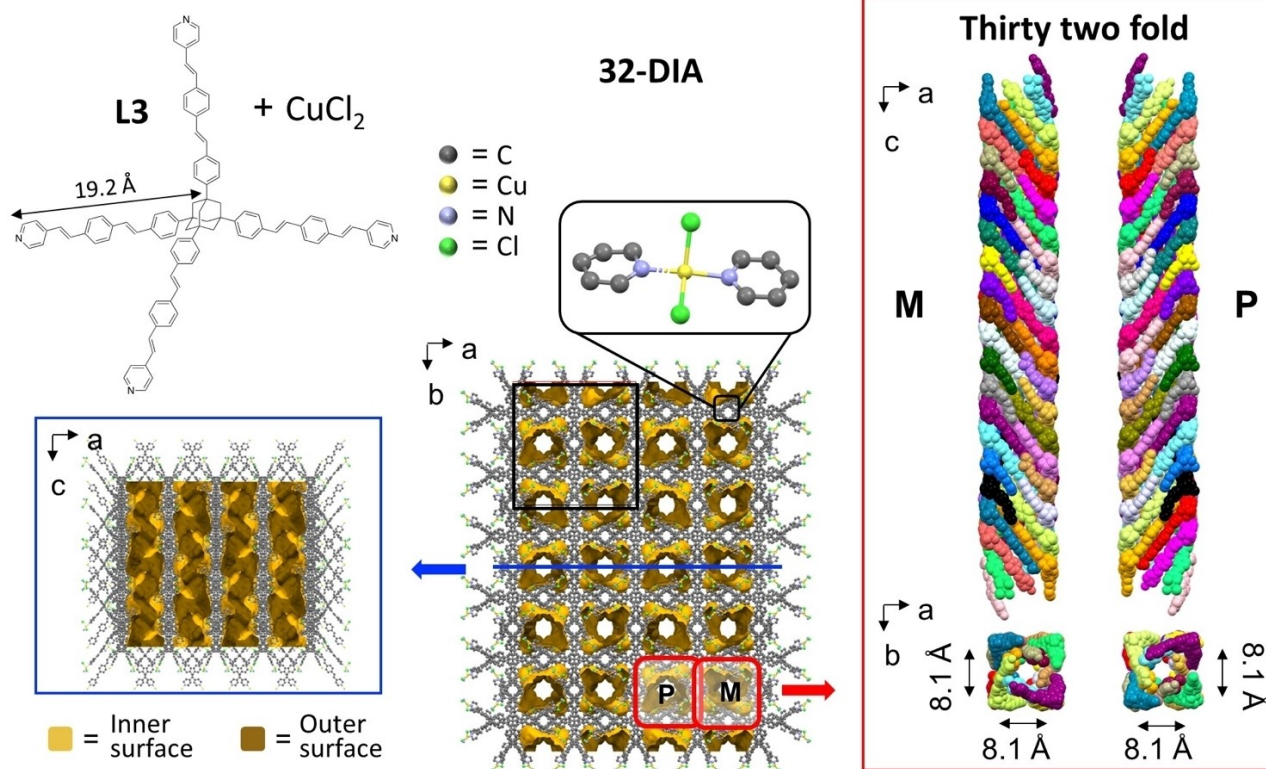 N
L3
+ CuCl2
19.2 Å
N
N
N
32-DIA
= C
= Cu
= N
= Cl
a
b
a
c
P
M
= Inner surface
= Outer surface
Thirty two fold
a
c
M
P
a
b
8.1 Å
8.1 Å
8.1 Å
8.1 Å